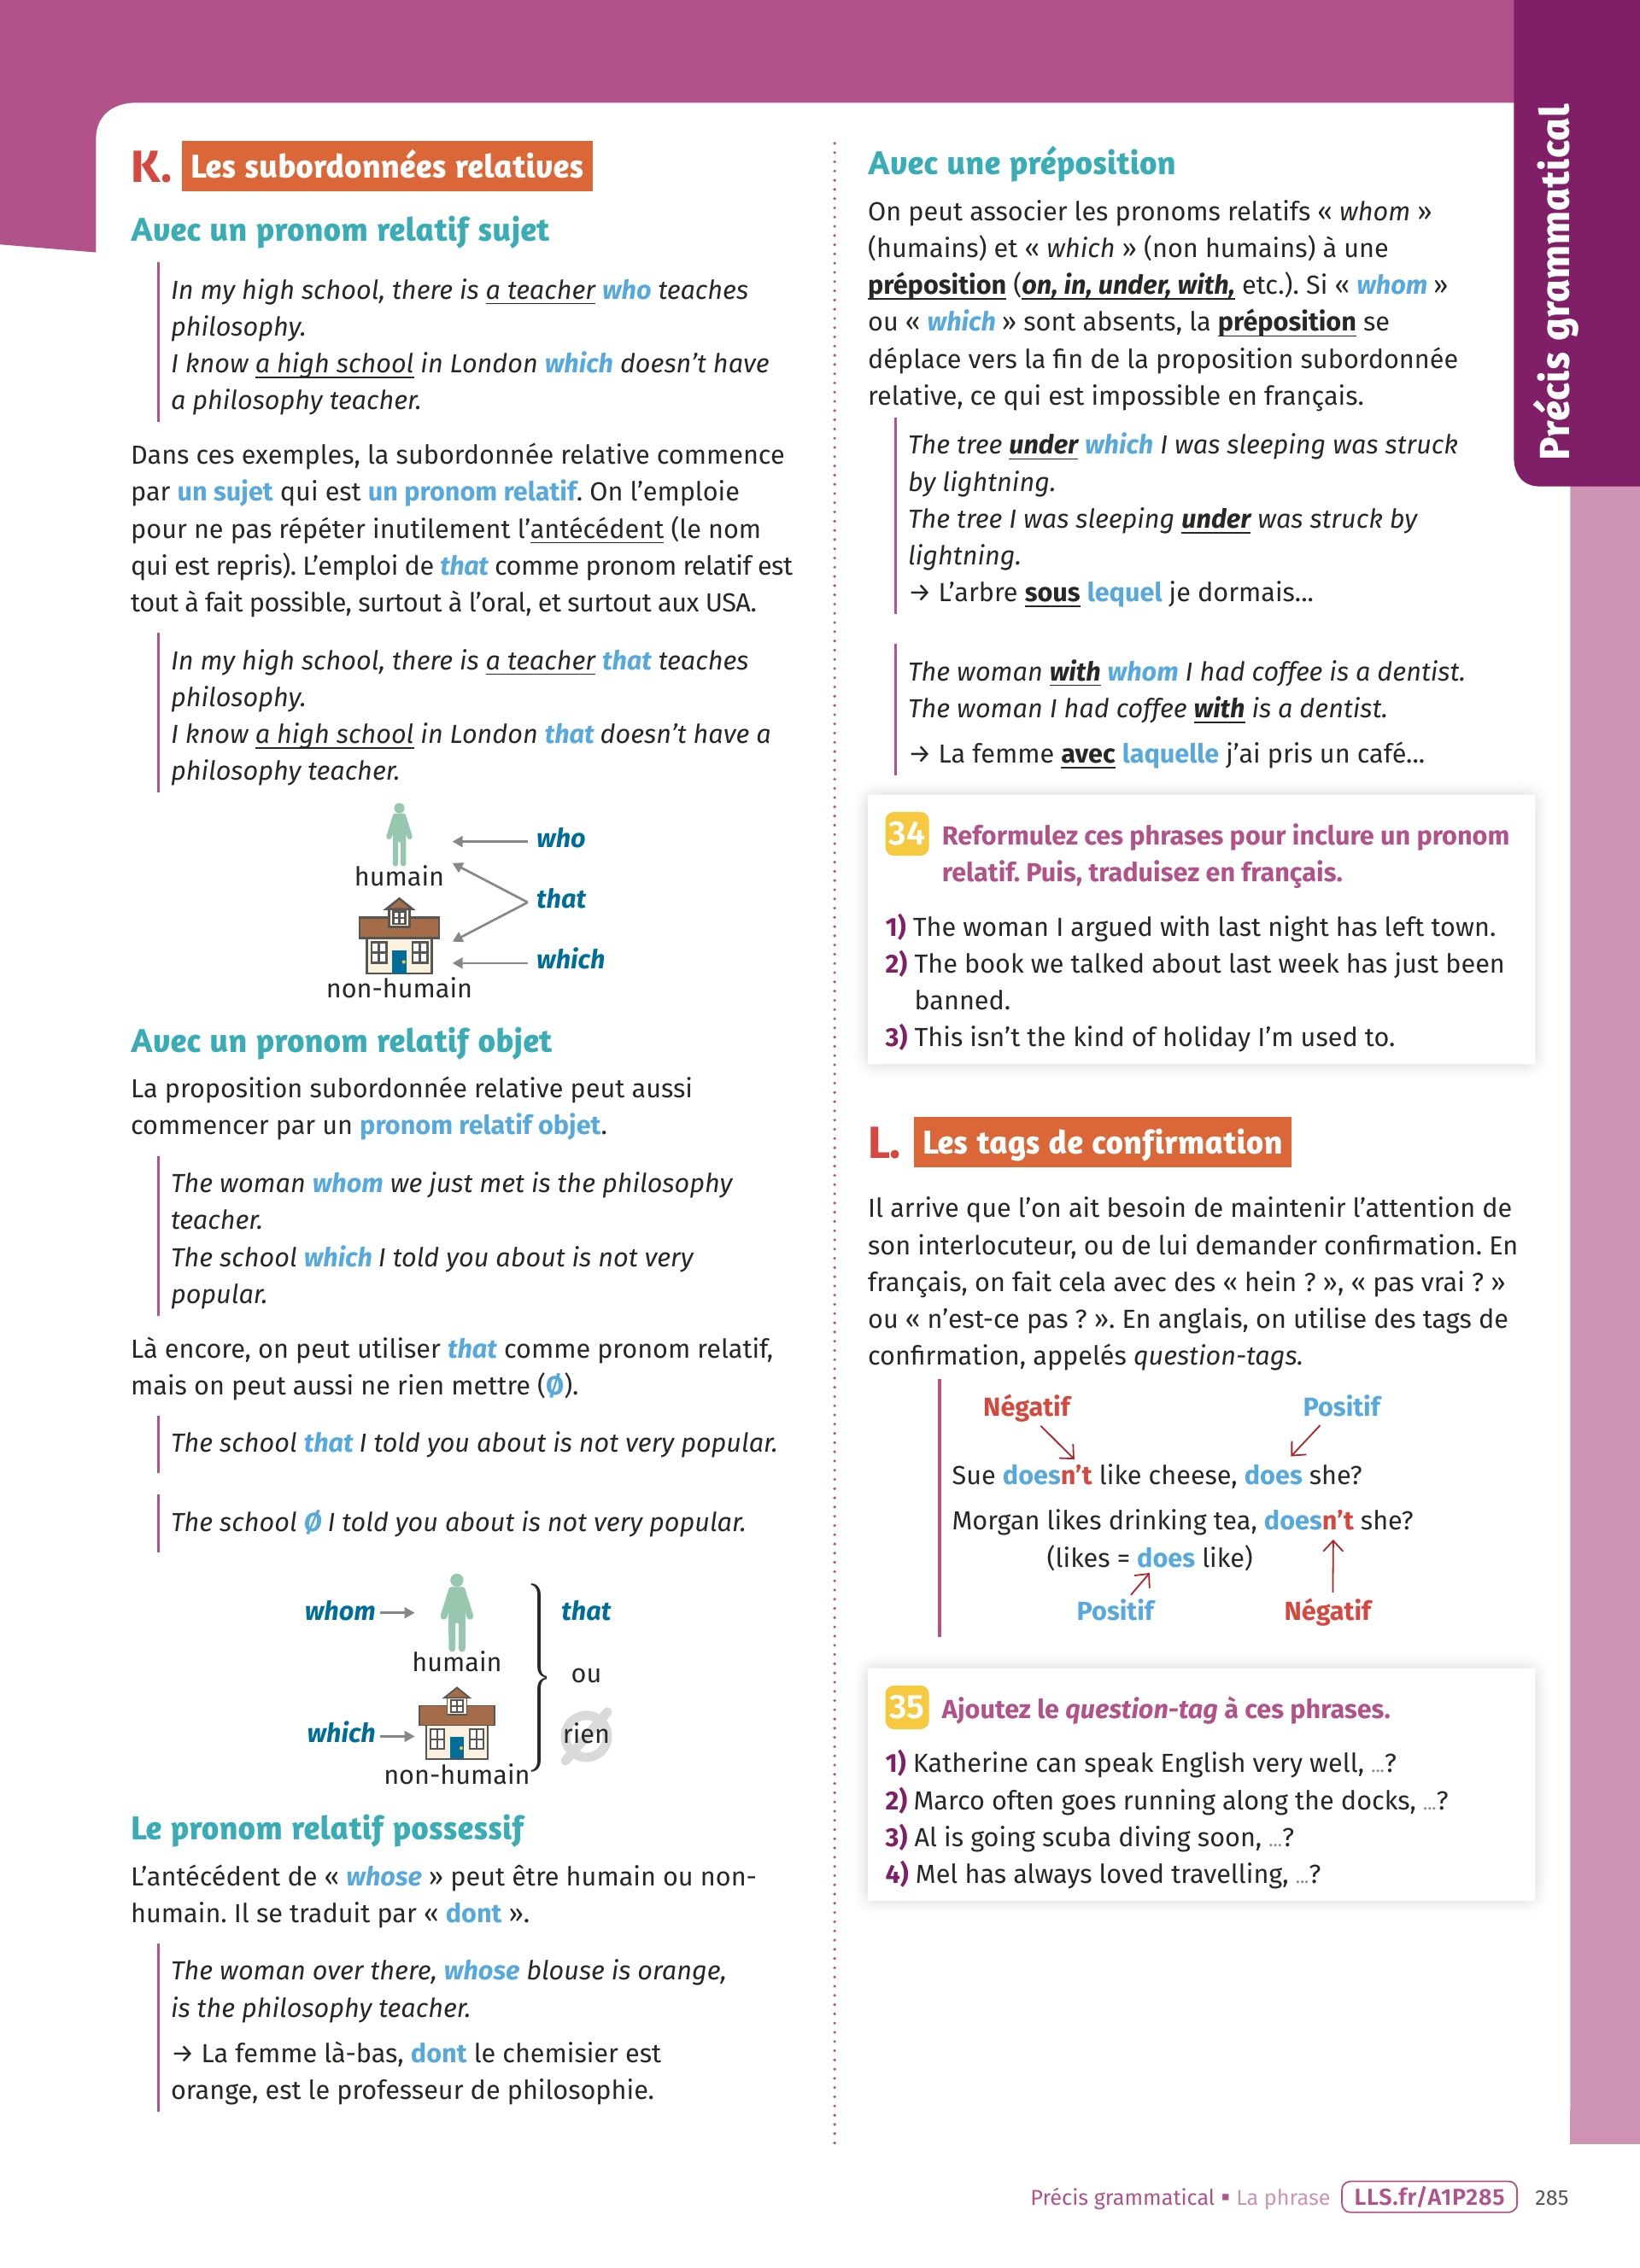 Précis grammatical
K. Les subordonnées relatives
Avec un pronom relatif sujet
In my high school, there is a teacher who teaches
philosophy.
I know a high school in London which doesn’t have
a philosophy teacher.
Dans ces exemples, la subordonnée relative commence
par un sujet qui est un pronom relatif. On l’emploie
pour ne pas répéter inutilement l’antécédent (le nom
qui est repris). L’emploi de that comme pronom relatif est
tout à fait possible, surtout à l’oral, et surtout aux USA.
In my high school, there is a teacher that teaches
philosophy.
I know a high school in London that doesn’t have a
philosophy teacher.
who
humain
that
which
non-humain
Avec un pronom relatif objet
La proposition subordonnée relative peut aussi
commencer par un pronom relatif objet.
The woman whom we just met is the philosophy
teacher.
The school which I told you about is not very
popular.
Là encore, on peut utiliser that comme pronom relatif,
mais on peut aussi ne rien mettre (Ø).
The school that I told you about is not very popular.
The school Ø I told you about is not very popular.
whom
that
humain
ou
which
rien
non-humain
Le pronom relatif possessif
L’antécédent de « whose » peut être humain ou non-
humain. Il se traduit par « dont ».
The woman over there, whose blouse is orange,
is the philosophy teacher.
→ La femme là-bas, dont le chemisier est
orange, est le professeur de philosophie.
Avec une préposition
On peut associer les pronoms relatifs « whom »
(humains) et « which » (non humains) à une
préposition (on, in, under, with, etc.). Si « whom »
ou « which » sont absents, la préposition se
déplace vers la fin de la proposition subordonnée
relative, ce qui est impossible en français.
The tree under which I was sleeping was struck
by lightning.
The tree I was sleeping under was struck by
lightning.
→ L’arbre sous lequel je dormais...
The woman with whom I had coffee is a dentist.
The woman I had coffee with is a dentist.
→ La femme avec laquelle j’ai pris un café...
34 Reformulez ces phrases pour inclure un pronom
relatif. Puis, traduisez en français.
1) The woman I argued with last night has left town.
2) The book we talked about last week has just been
banned.
3) This isn’t the kind of holiday I’m used to.
L. Les tags de confirmation
Il arrive que l’on ait besoin de maintenir l’attention de
son interlocuteur, ou de lui demander confirmation. En
français, on fait cela avec des « hein ? », « pas vrai ? »
ou « n’est-ce pas ? ». En anglais, on utilise des tags de
confirmation, appelés question-tags.
Négatif Positif
Sue doesn’t like cheese, does she?
Morgan likes drinking tea, doesn’t she?
(likes = does like)
Positif Négatif
35 Ajoutez le question-tag à ces phrases.
1) Katherine can speak English very well, ...?
2) Marco often goes running along the docks, ...?
3) Al is going scuba diving soon, ...?
4) Mel has always loved travelling, ...?
Précis grammatical ▪ La phrase LLS.fr/A1P285 285